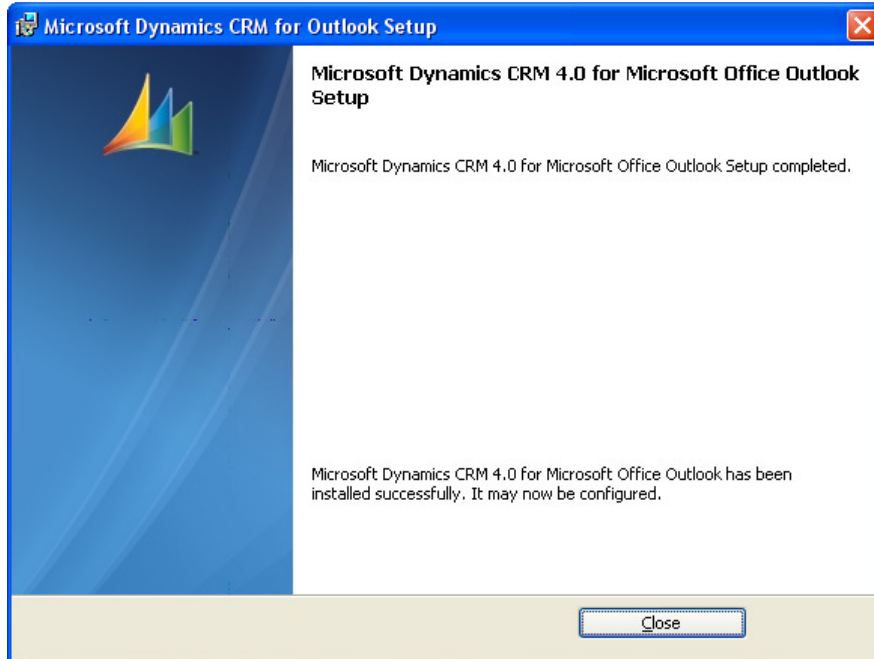 Microsoft Dynamics CRM for Outlook Setup
Microsoft Dynamics CRM 4.0 for Microsoft Office Outlook
Setup
Microsoft Dynamics CRM 4.0 for Microsoft Office Outlook Setup completed.
Microsoft Dynamics CRM 4.0 for Microsoft Office Outlook has been
installed successfully. It may now be configured.
Close